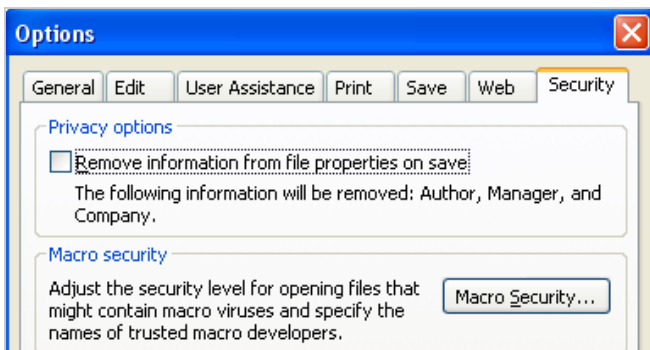 Options
General Edit User Assistance Print Save Web Security
Privacy options
Remove information from file properties on save
The following information will be removed: Author, Manager, and
Company.
Macro security
Adjust the security level for opening files that
might contain macro viruses and specify the
names of trusted macro developers.
Macro Security...